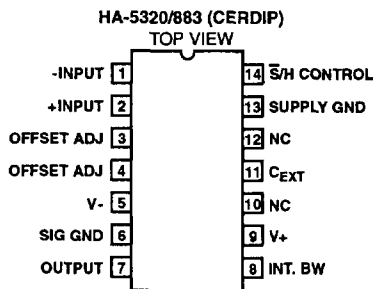 HA-5320/883 (CERDIP)
TOP VIEW
-INPUT 1
+INPUT 2
OFFSET ADJ 3
OFFSET ADJ 4
V- 5
SIG GND 6
OUTPUT 7
14 S̅/H CONTROL
13 SUPPLY GND
12 NC
11 CEXT
10 NC
9 V+
8 INT. BW